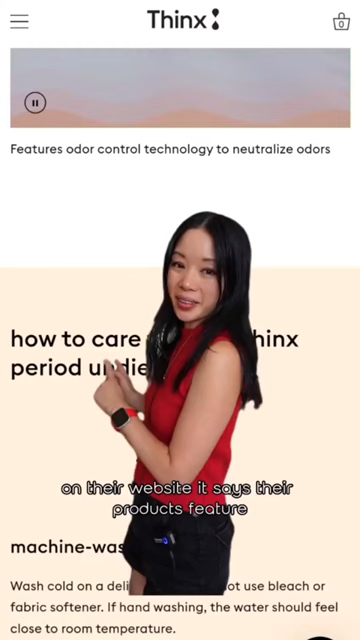 Thinx
0
Features odor control technology to neutralize odors
how to care hinx
period undie
on their website it says their
products feature
machine-was
Wash cold on a deli ot use bleach or
fabric softener. If hand washing, the water should feel
close to room temperature.